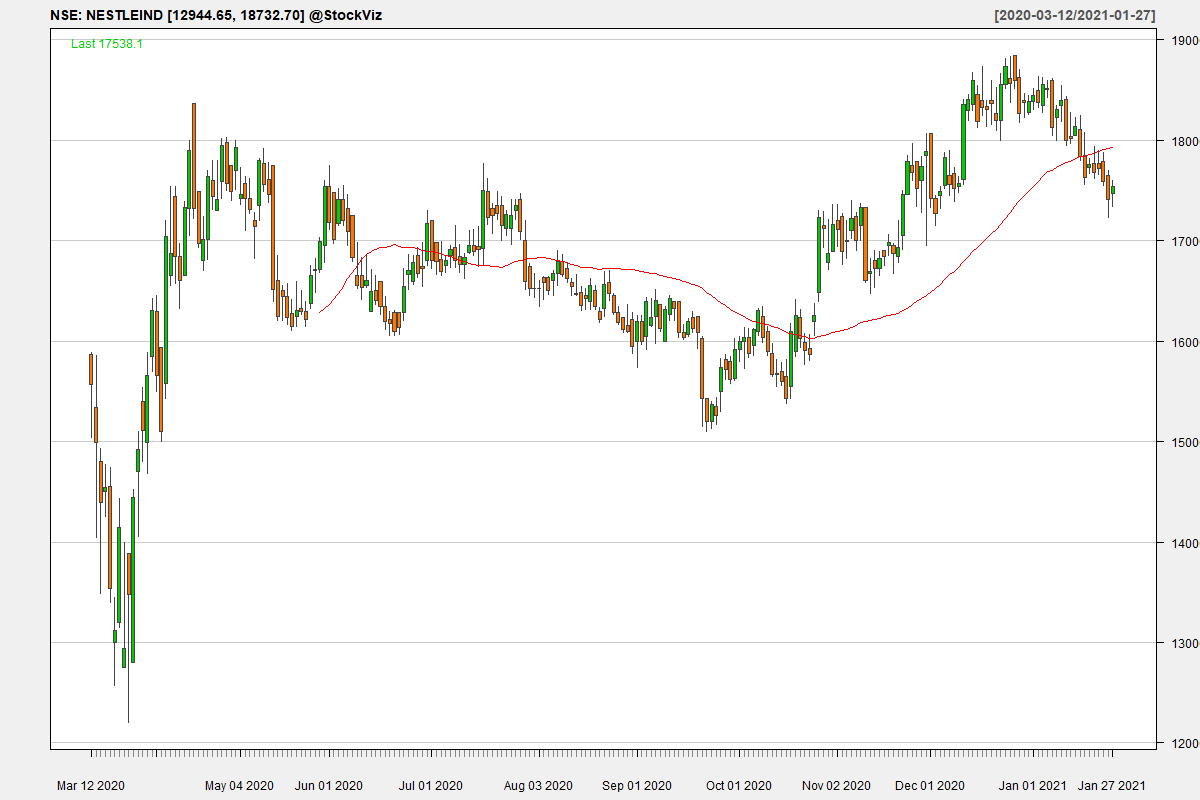 NSE: NESTLEIND [12944.65, 18732.70] @StockViz
[2020-03-12/2021-01-27]
Last 17538.1
1900
1800
1700
1600
1500
1400
1300
1200
Mar 12 2020
May 04 2020
Jun 01 2020
Jul 01 2020
Aug 03 2020
Sep 01 2020
Oct 01 2020
Nov 02 2020
Dec 01 2020
Jan 01 2021
Jan 27 2021